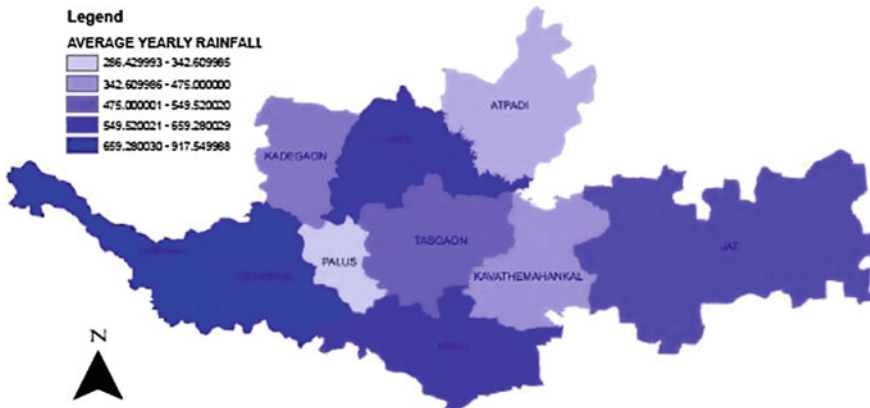 Legend
AVERAGE YEARLY RAINFALL
286.429993 - 342.609985
342.609986 - 475.000000
475.000001 - 549.520020
549.520021 - 659.280029
659.280030 - 917.549988
ATPADI
KADEGAON
TASGAON
PALUS
JAT
KAVATHEMAHANKAL
MIRAJ
N